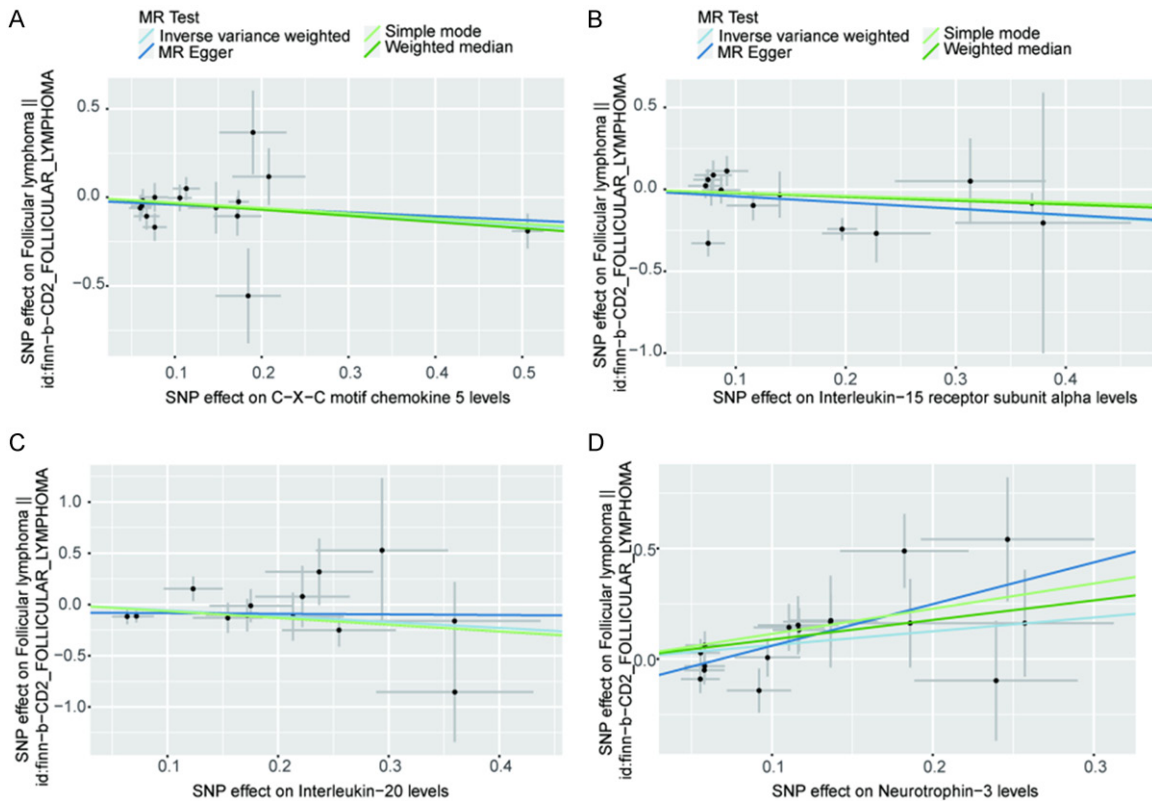 A
MR Test
Inverse variance weighted
MR Egger
Simple mode
Weighted median
SNP effect on Follicular lymphoma ||
id:finn-b-CD2_FOLLICULAR_LYMPHOMA
0.5
0.0
−0.5
0.1
0.2
0.3
0.4
0.5
SNP effect on C−X−C motif chemokine 5 levels
B
MR Test
Inverse variance weighted
MR Egger
Simple mode
Weighted median
SNP effect on Follicular lymphoma ||
id:finn-b-CD2_FOLLICULAR_LYMPHOMA
0.5
0.0
−0.5
−1.0
0.1
0.2
0.3
0.4
SNP effect on Interleukin−15 receptor subunit alpha levels
C
SNP effect on Follicular lymphoma ||
id:finn−b−CD2_FOLLICULAR_LYMPHOMA
1.0
0.5
0.0
−0.5
−1.0
0.1
0.2
0.3
0.4
SNP effect on Interleukin−20 levels
D
SNP effect on Follicular lymphoma ||
id:finn−b−CD2_FOLLICULAR_LYMPHOMA
0.5
0.0
0.1
0.2
0.3
SNP effect on Neurotrophin−3 levels